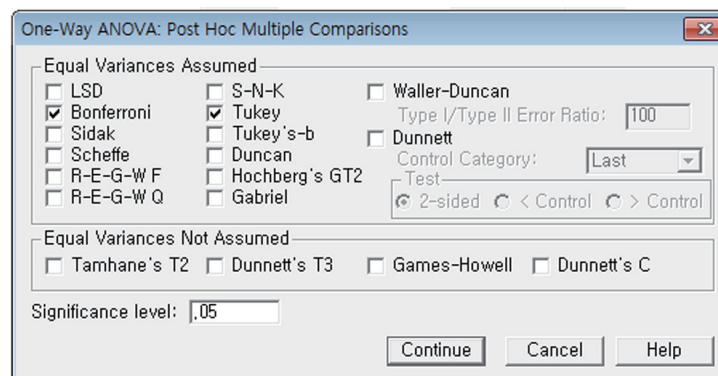 One-Way ANOVA: Post Hoc Multiple Comparisons
Equal Variances Assumed
LSD
Bonferroni
Sidak
Scheffe
R-E-G-W F
R-E-G-W Q
S-N-K
Tukey
Tukey's-b
Duncan
Hochberg's GT2
Gabriel
Waller-Duncan
Type I/Type II Error Ratio: 100
Dunnett
Control Category: Last
Test
2-sided < Control > Control
Equal Variances Not Assumed
Tamhane's T2 Dunnett's T3 Games-Howell Dunnett's C
Significance level: .05
Continue Cancel Help